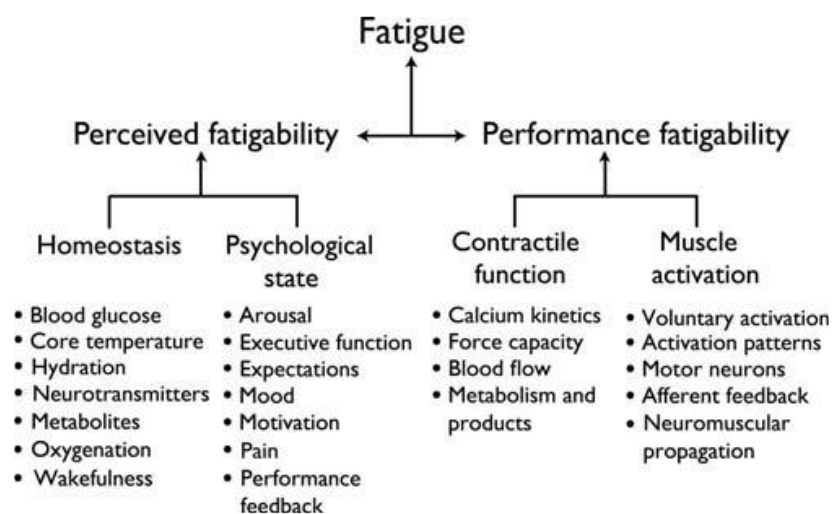 Fatigue
Perceived fatigability
Performance fatigability
Homeostasis
• Blood glucose
• Core temperature
• Hydration
• Neurotransmitters
• Metabolites
• Oxygenation
• Wakefulness
Psychological
state
• Arousal
• Executive function
• Expectations
• Mood
• Motivation
• Pain
• Performance
feedback
Contractile
function
• Calcium kinetics
• Force capacity
• Blood flow
• Metabolism and
products
Muscle
activation
• Voluntary activation
• Activation patterns
• Motor neurons
• Afferent feedback
• Neuromuscular
propagation